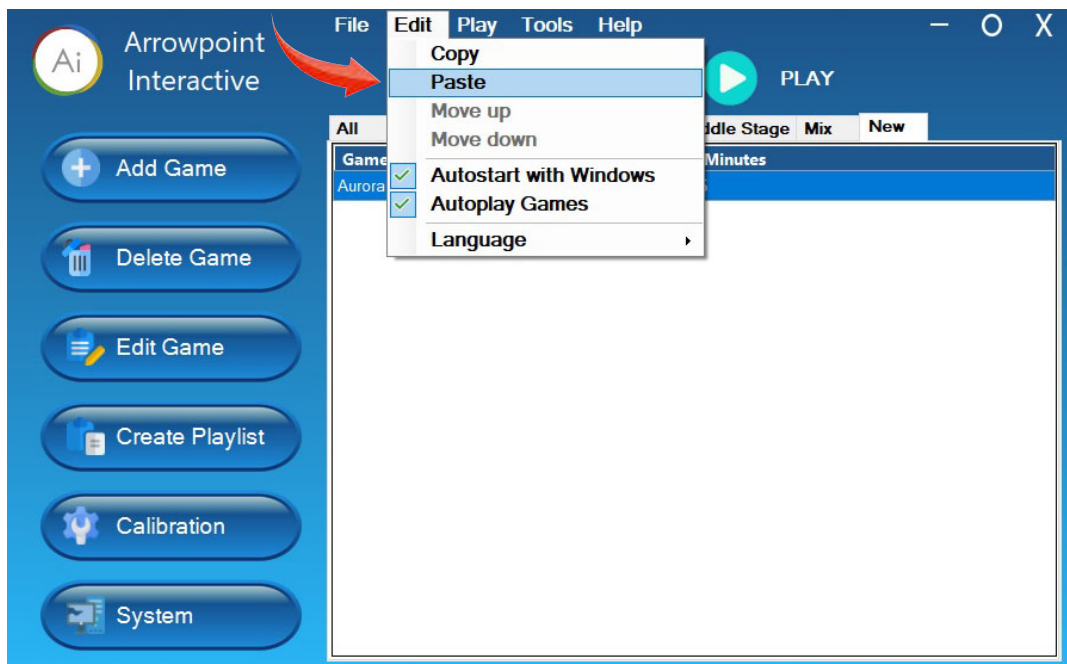 Ai
Arrowpoint
Interactive
File Edit Play Tools Help
— O X
Copy
Paste
Move up
Move down
Autostart with Windows
Autoplay Games
Language
PLAY
All
Stage Mix New
Game
Minutes
Aurora
Add Game
Delete Game
Edit Game
Create Playlist
Calibration
System